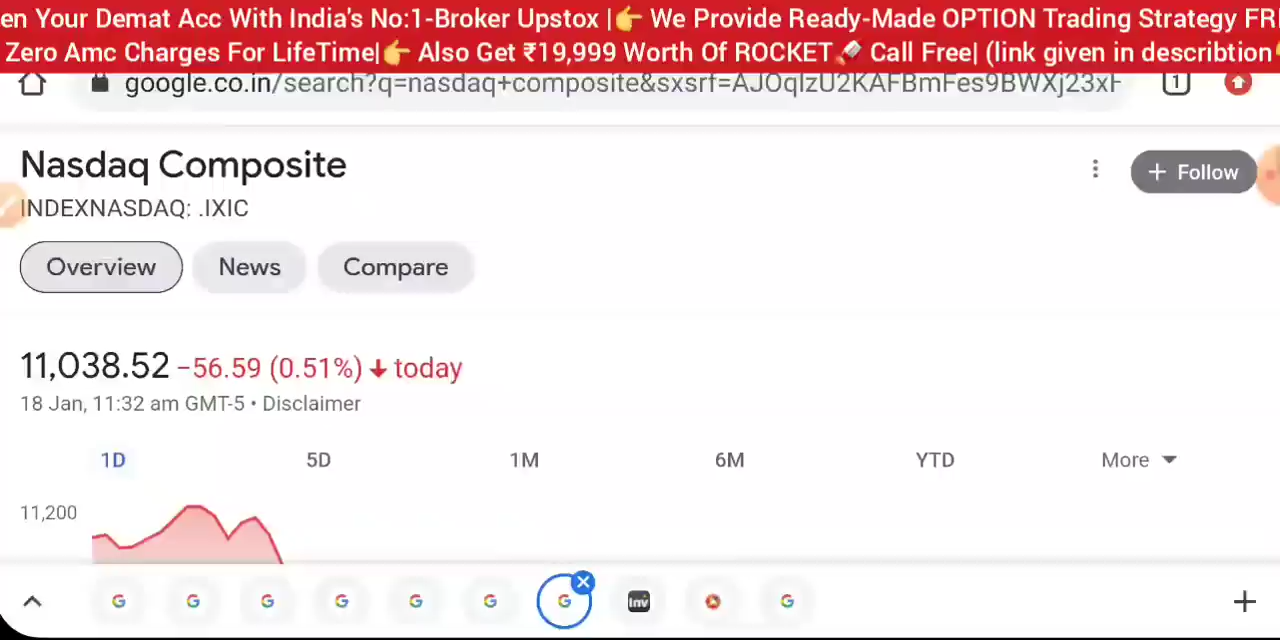 en Your Demat Acc With India's No:1-Broker Upstox |👉 We Provide Ready-Made OPTION Trading Strategy FR
Zero Amc Charges For LifeTime|👉 Also Get ₹19,999 Worth Of ROCKET🚀 Call Free| (link given in describtion
google.co.in/search?q=nasdaq+composite&sxsrf=AJOqlzU2KAFBmFes9BWXj23xF
1
Nasdaq Composite
+ Follow
INDEXNASDAQ: .IXIC
Overview
News
Compare
11,038.52 −56.59 (0.51%) ↓ today
18 Jan, 11:32 am GMT-5 • Disclaimer
1D
5D
1M
6M
YTD
More
11,200
Inv